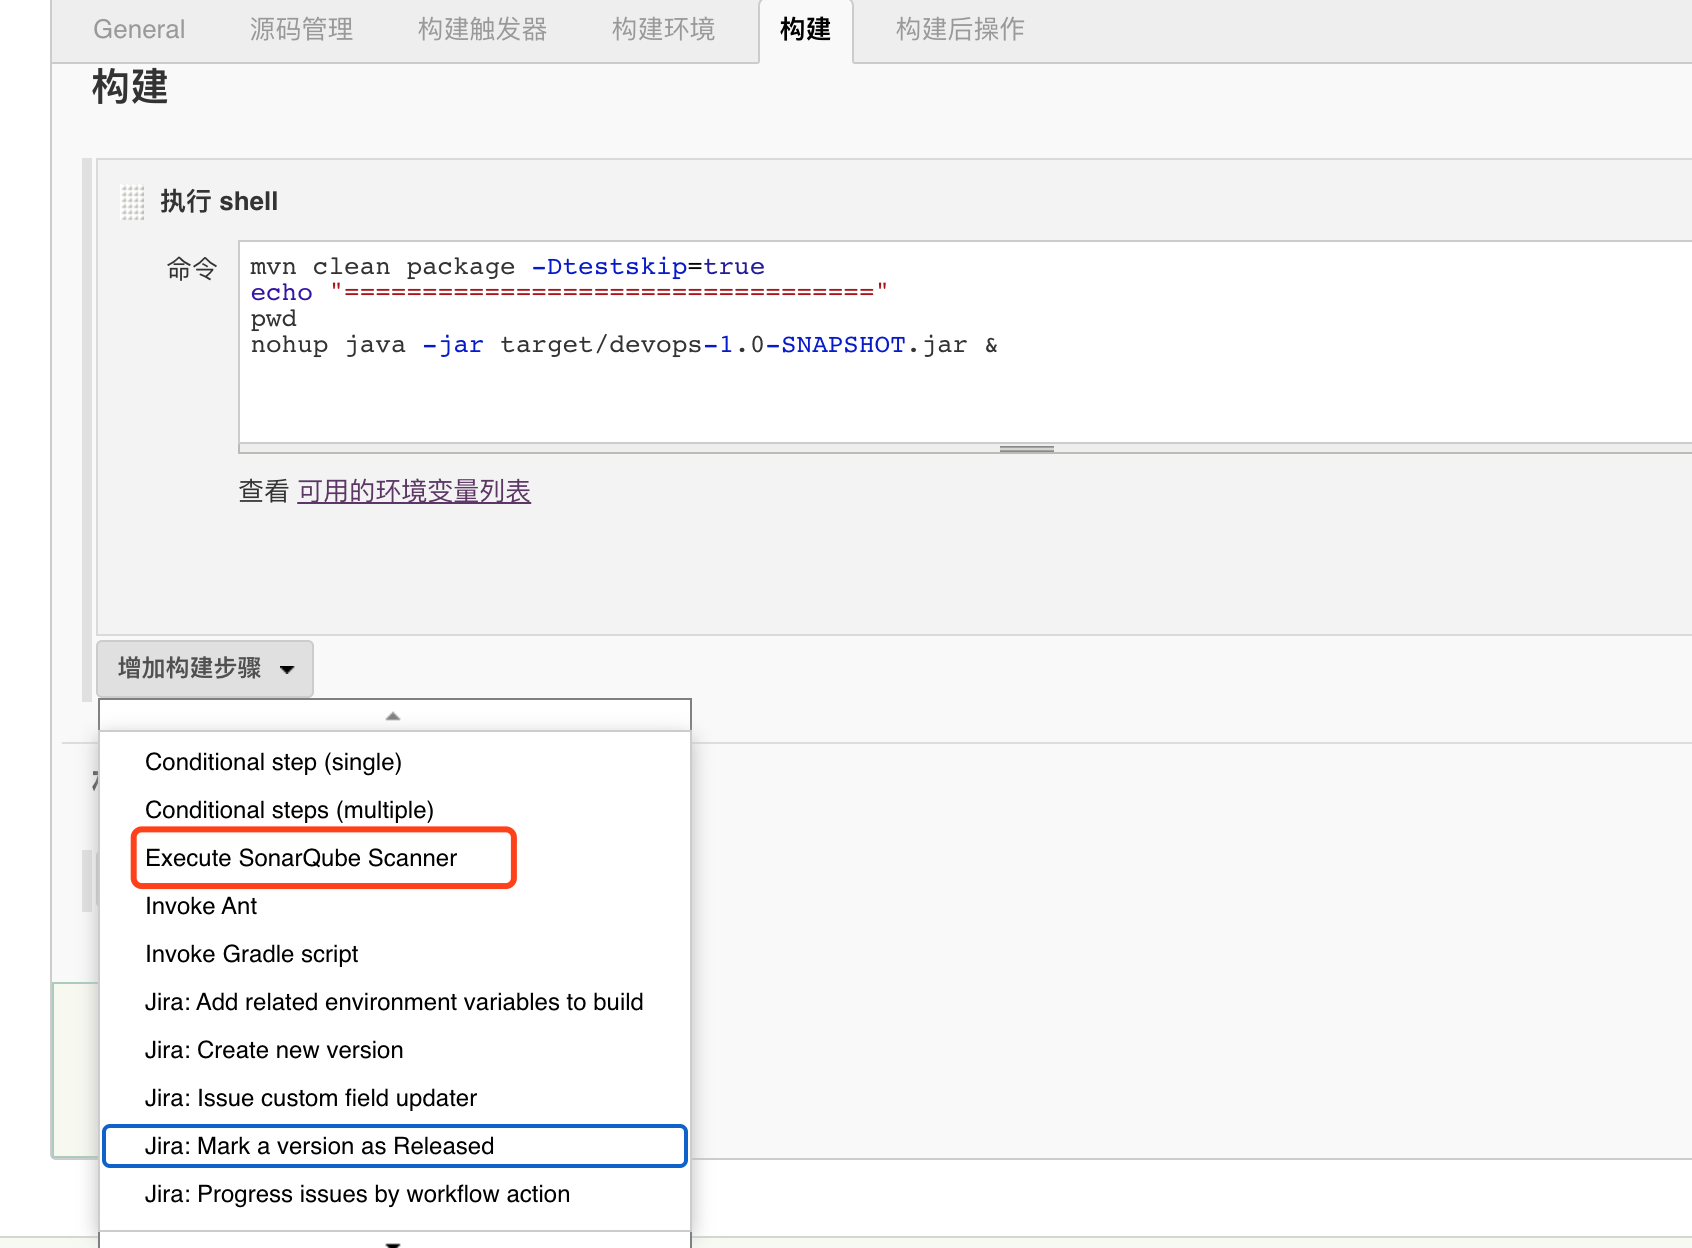 General 源码管理 构建触发器 构建环境 构建 构建后操作
构建
执行 shell
命令
mvn clean package -Dtestskip=true
echo "=================================="
pwd
nohup java -jar target/devops-1.0-SNAPSHOT.jar &
查看 可用的环境变量列表
增加构建步骤
Conditional step (single)
Conditional steps (multiple)
Execute SonarQube Scanner
Invoke Ant
Invoke Gradle script
Jira: Add related environment variables to build
Jira: Create new version
Jira: Issue custom field updater
Jira: Mark a version as Released
Jira: Progress issues by workflow action